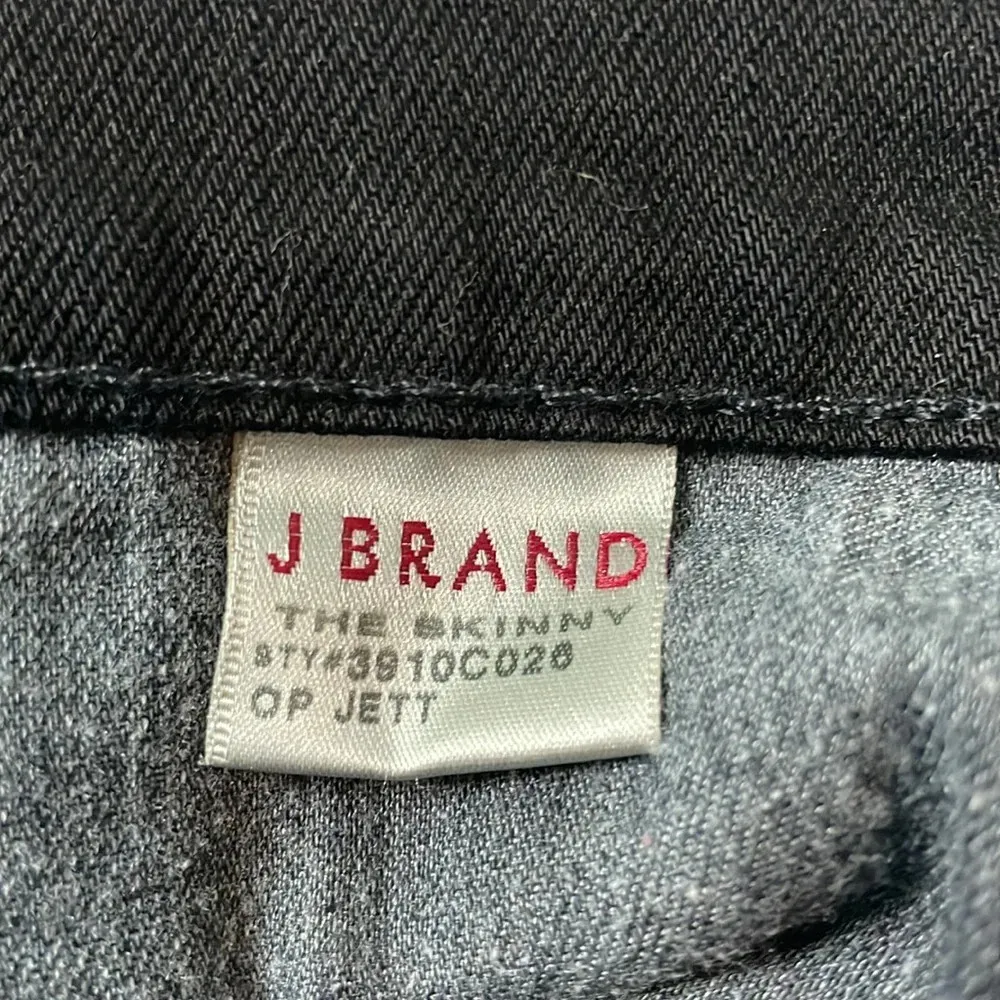 J BRAND
THE SKINNY
STY#3910C026
OP JETT